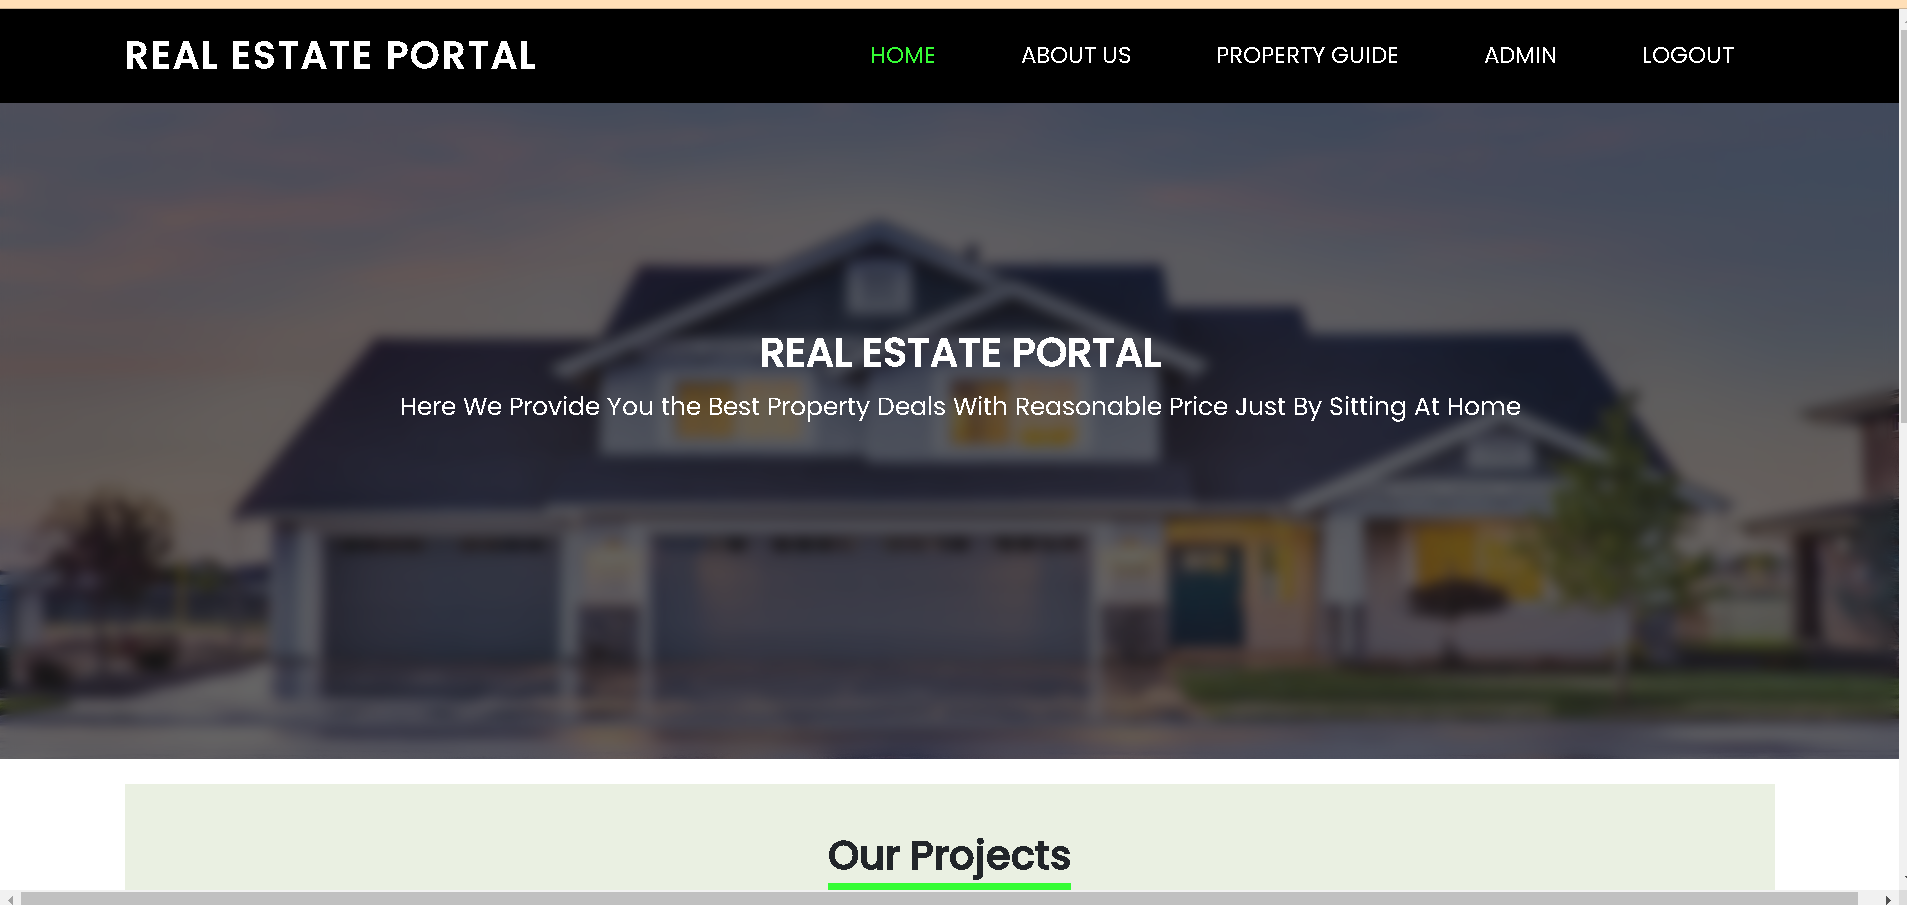 REAL ESTATE PORTAL
HOME ABOUT US PROPERTY GUIDE ADMIN LOGOUT
REAL ESTATE PORTAL
Here We Provide You the Best Property Deals With Reasonable Price Just By Sitting At Home
Our Projects